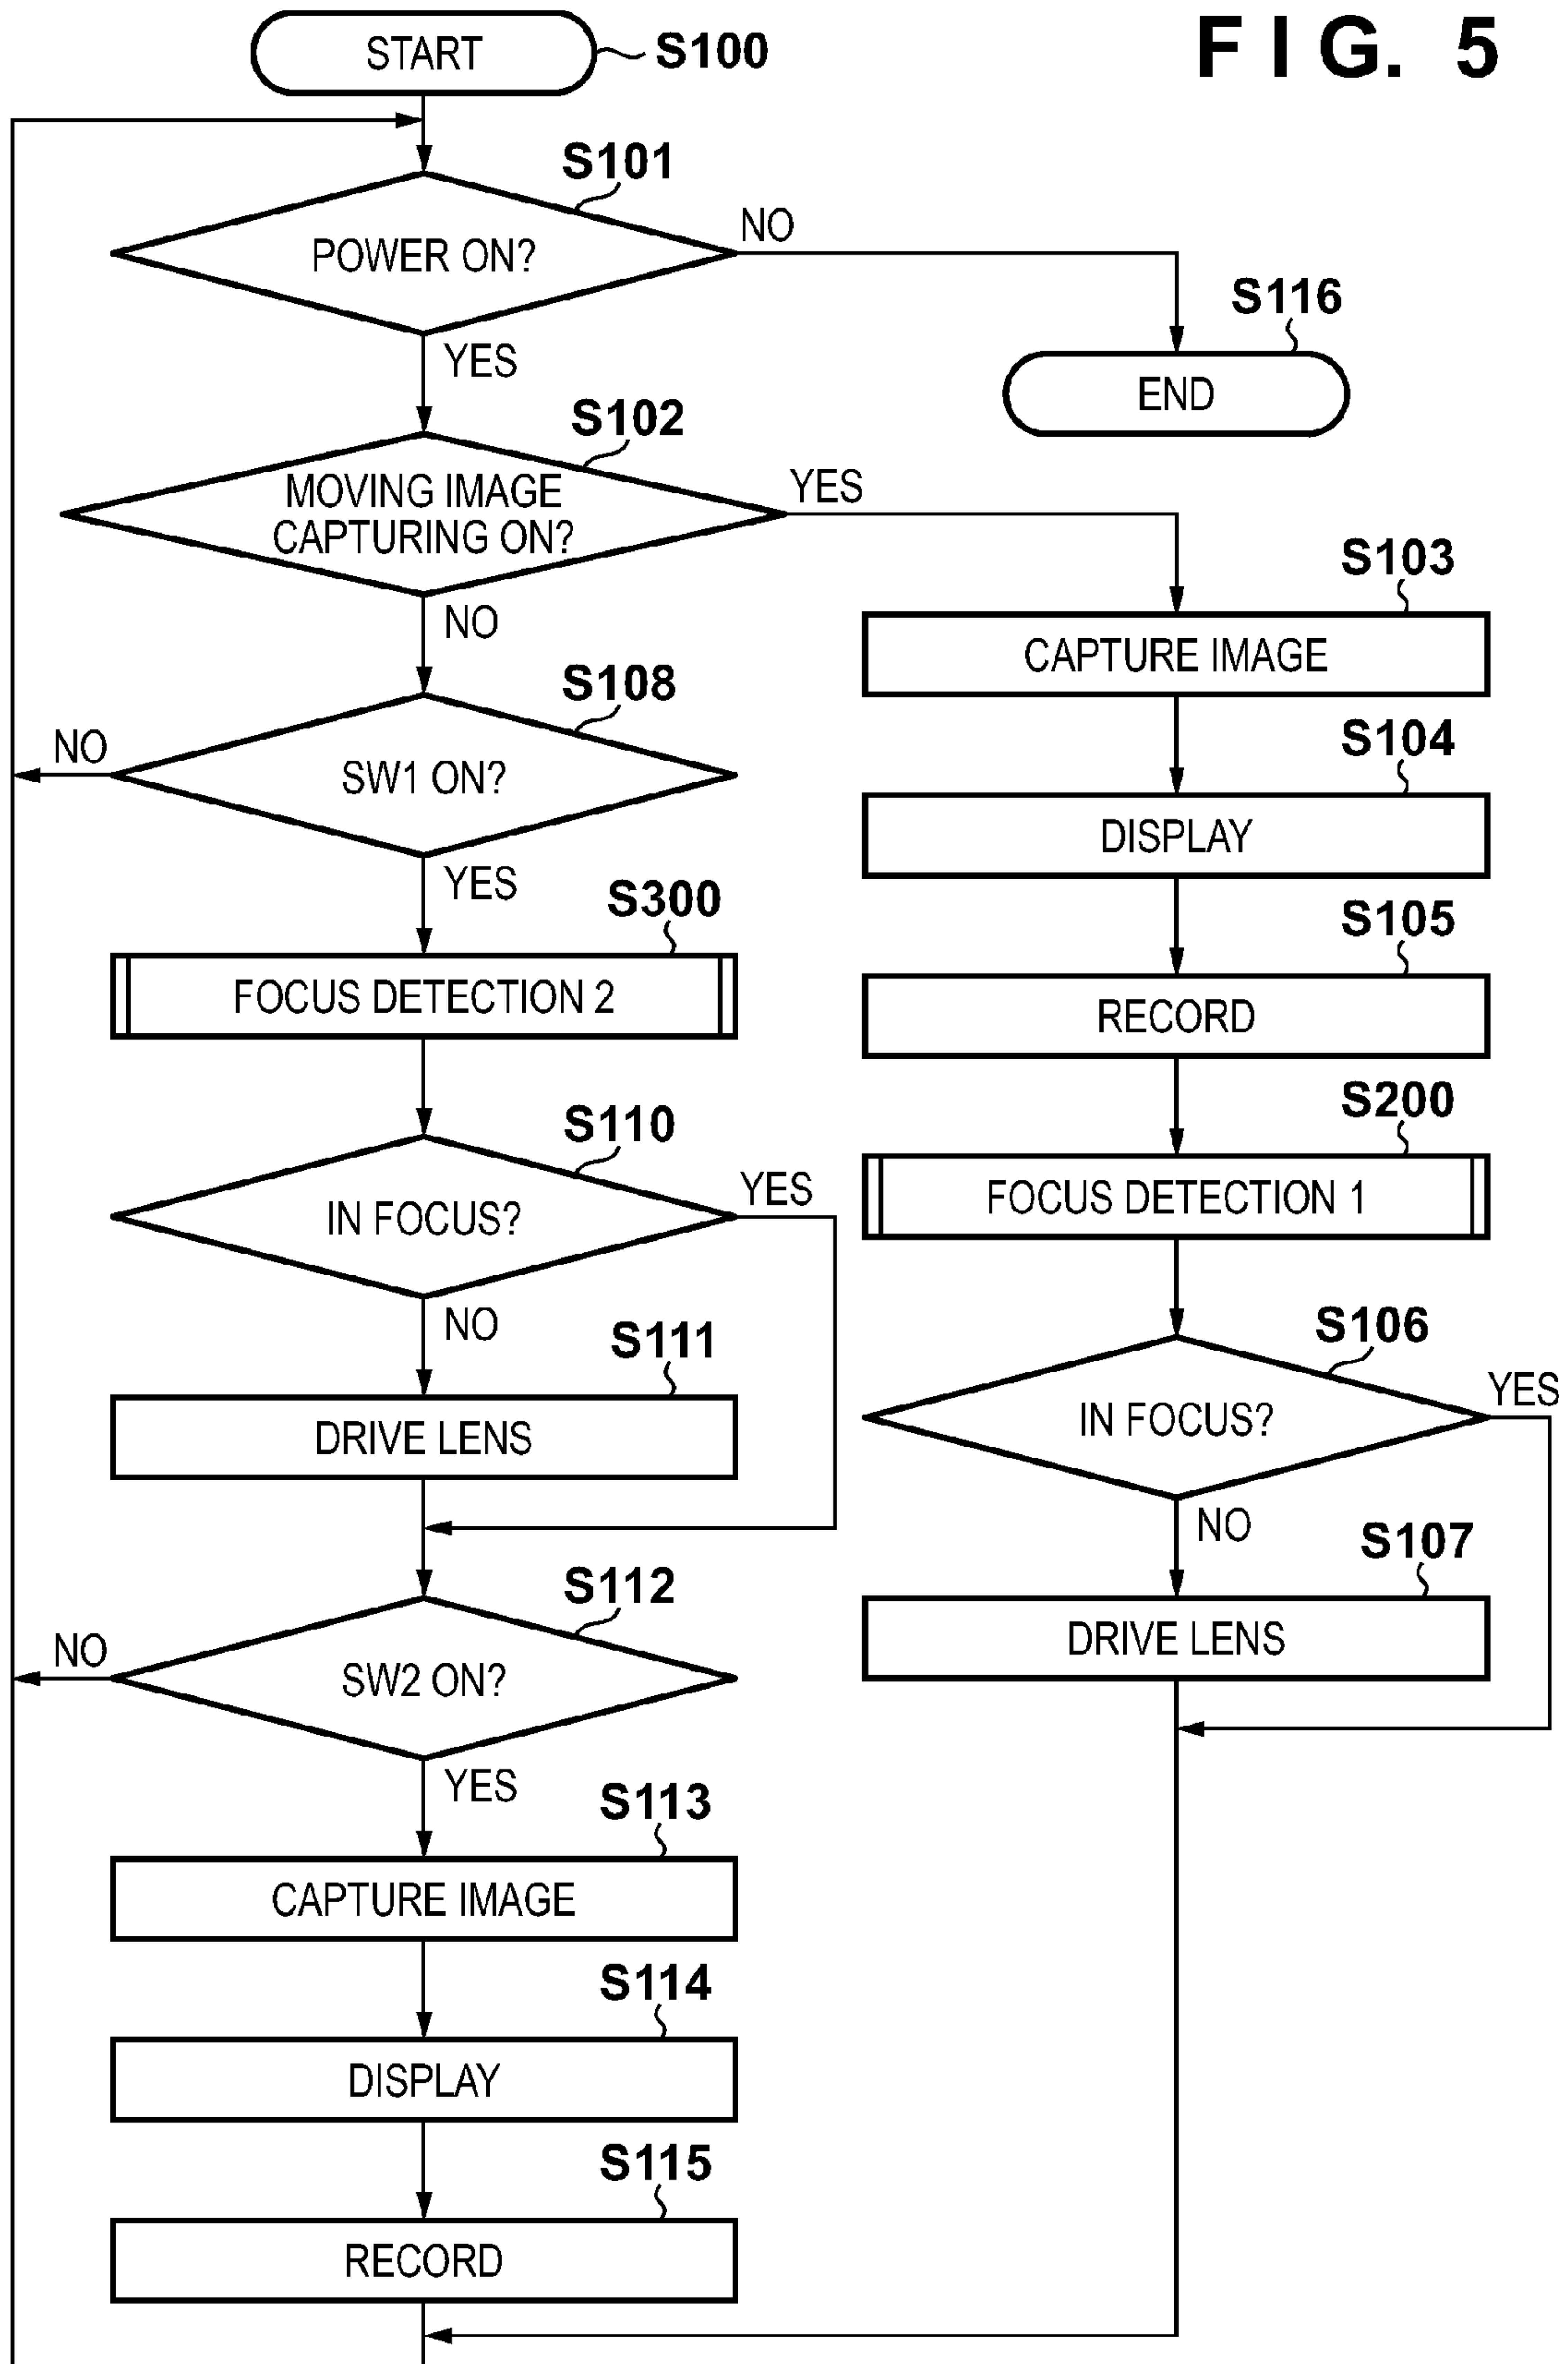 FIG. 5
START
S100
S101
POWER ON?
NO
YES
S116
END
S102
MOVING IMAGE
CAPTURING ON?
YES
NO
S103
CAPTURE IMAGE
S104
DISPLAY
S105
RECORD
S200
FOCUS DETECTION 1
S106
IN FOCUS?
YES
NO
S107
DRIVE LENS
S108
SW1 ON?
NO
YES
S300
FOCUS DETECTION 2
S110
IN FOCUS?
YES
NO
S111
DRIVE LENS
S112
SW2 ON?
NO
YES
S113
CAPTURE IMAGE
S114
DISPLAY
S115
RECORD